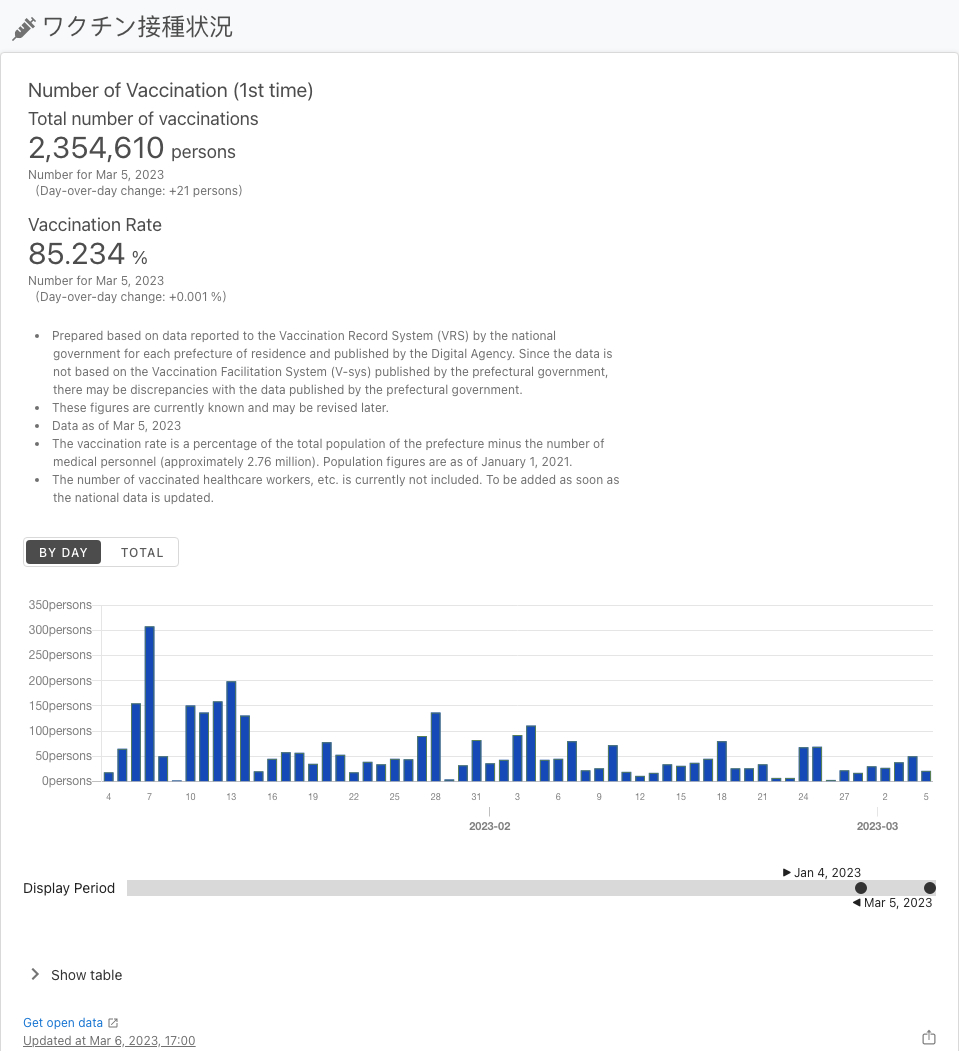 ワクチン接種状況
Number of Vaccination (1st time)
Total number of vaccinations
2,354,610 persons
Number for Mar 5, 2023
(Day-over-day change: +21 persons)
Vaccination Rate
85.234 %
Number for Mar 5, 2023
(Day-over-day change: +0.001 %)
• Prepared based on data reported to the Vaccination Record System (VRS) by the national
government for each prefecture of residence and published by the Digital Agency. Since the data is
not based on the Vaccination Facilitation System (V-sys) published by the prefectural government,
there may be discrepancies with the data published by the prefectural government.
• These figures are currently known and may be revised later.
• Data as of Mar 5, 2023
• The vaccination rate is a percentage of the total population of the prefecture minus the number of
medical personnel (approximately 2.76 million). Population figures are as of January 1, 2021.
• The number of vaccinated healthcare workers, etc. is currently not included. To be added as soon as
the national data is updated.
BY DAY TOTAL
350persons
300persons
250persons
200persons
150persons
100persons
50persons
0persons
4 7 10 13 16 19 22 25 28 31 3 6 9 12 15 18 21 24 27 2 5
2023-02 2023-03
Jan 4, 2023
Display Period
Mar 5, 2023
Show table
Get open data
Updated at Mar 6, 2023, 17:00